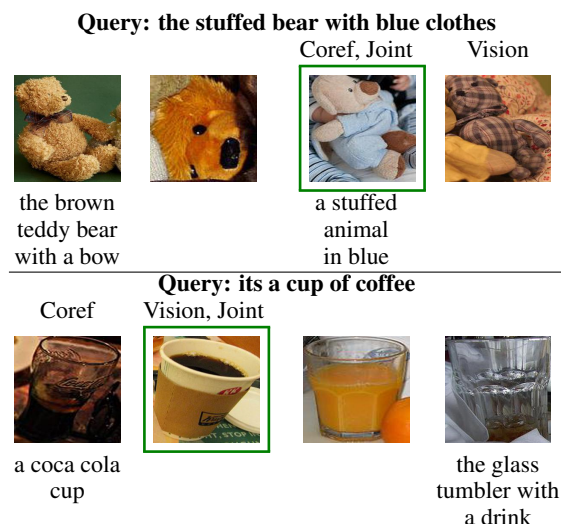 Query: the stuffed bear with blue clothes
Coref, Joint Vision
the brown
teddy bear
with a bow
a stuffed
animal
in blue
Query: its a cup of coffee
Coref Vision, Joint
a coca cola
cup
the glass
tumbler with
a drink